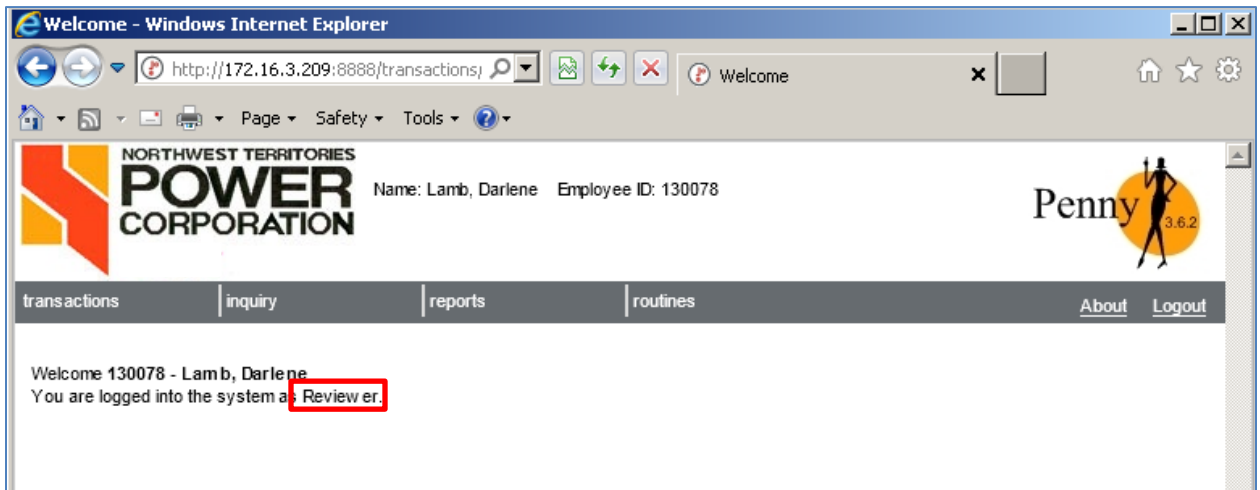 Welcome - Windows Internet Explorer
http://172.16.3.209:8888/transactions/
Welcome
Page Safety Tools
NORTHWEST TERRITORIES
POWER
CORPORATION
Name: Lamb, Darlene Employee ID: 130078
Penny
3.6.2
transactions inquiry reports routines About Logout
Welcome 130078 - Lamb, Darlene
You are logged into the system as Reviewer.